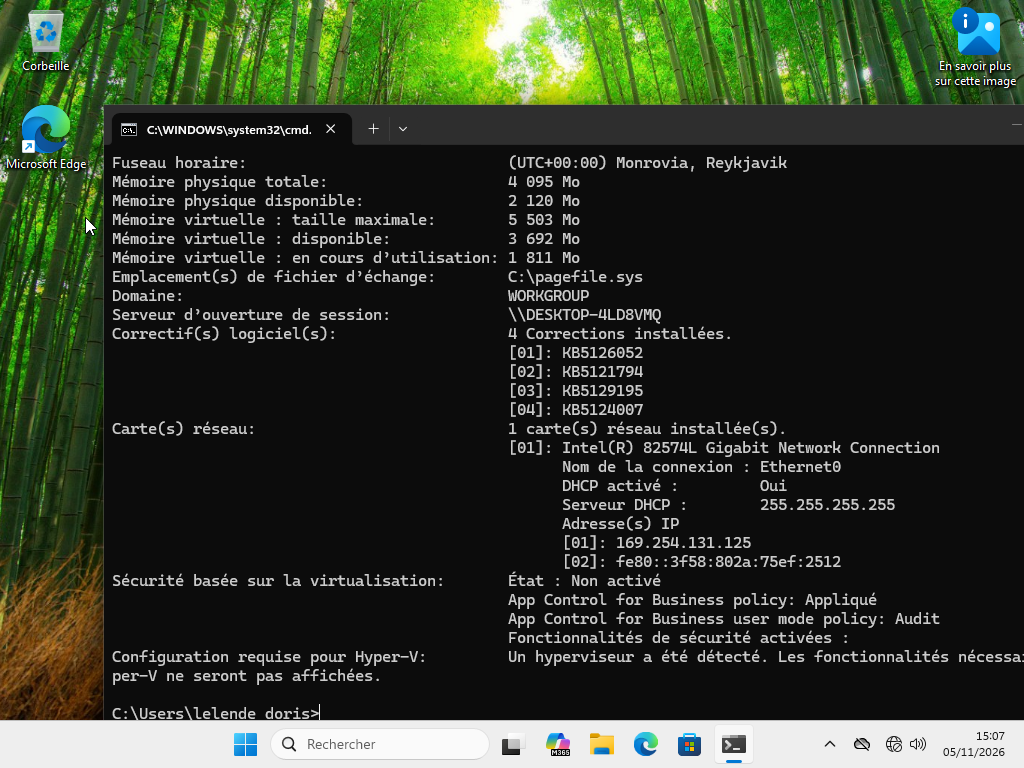 Corbeille
En savoir plus
sur cette image
Microsoft Edge
C:\WINDOWS\system32\cmd.
Fuseau horaire: (UTC+00:00) Monrovia, Reykjavik
Mémoire physique totale: 4 095 Mo
Mémoire physique disponible: 2 120 Mo
Mémoire virtuelle : taille maximale: 5 503 Mo
Mémoire virtuelle : disponible: 3 692 Mo
Mémoire virtuelle : en cours d’utilisation: 1 811 Mo
Emplacement(s) de fichier d’échange: C:\pagefile.sys
Domaine: WORKGROUP
Serveur d’ouverture de session: \\DESKTOP-4LD8VMQ
Correctif(s) logiciel(s): 4 Corrections installées.
[01]: KB5126052
[02]: KB5121794
[03]: KB5129195
[04]: KB5124007
Carte(s) réseau: 1 carte(s) réseau installée(s).
[01]: Intel(R) 82574L Gigabit Network Connection
Nom de la connexion : Ethernet0
DHCP activé : Oui
Serveur DHCP : 255.255.255.255
Adresse(s) IP
[01]: 169.254.131.125
[02]: fe80::3f58:802a:75ef:2512
Sécurité basée sur la virtualisation: État : Non activé
App Control for Business policy: Appliqué
App Control for Business user mode policy: Audit
Fonctionnalités de sécurité activées :
Configuration requise pour Hyper-V: Un hyperviseur a été détecté. Les fonctionnalités nécessai
per-V ne seront pas affichées.
C:\Users\lelende doris>
Rechercher
M365
15:07
05/11/2026